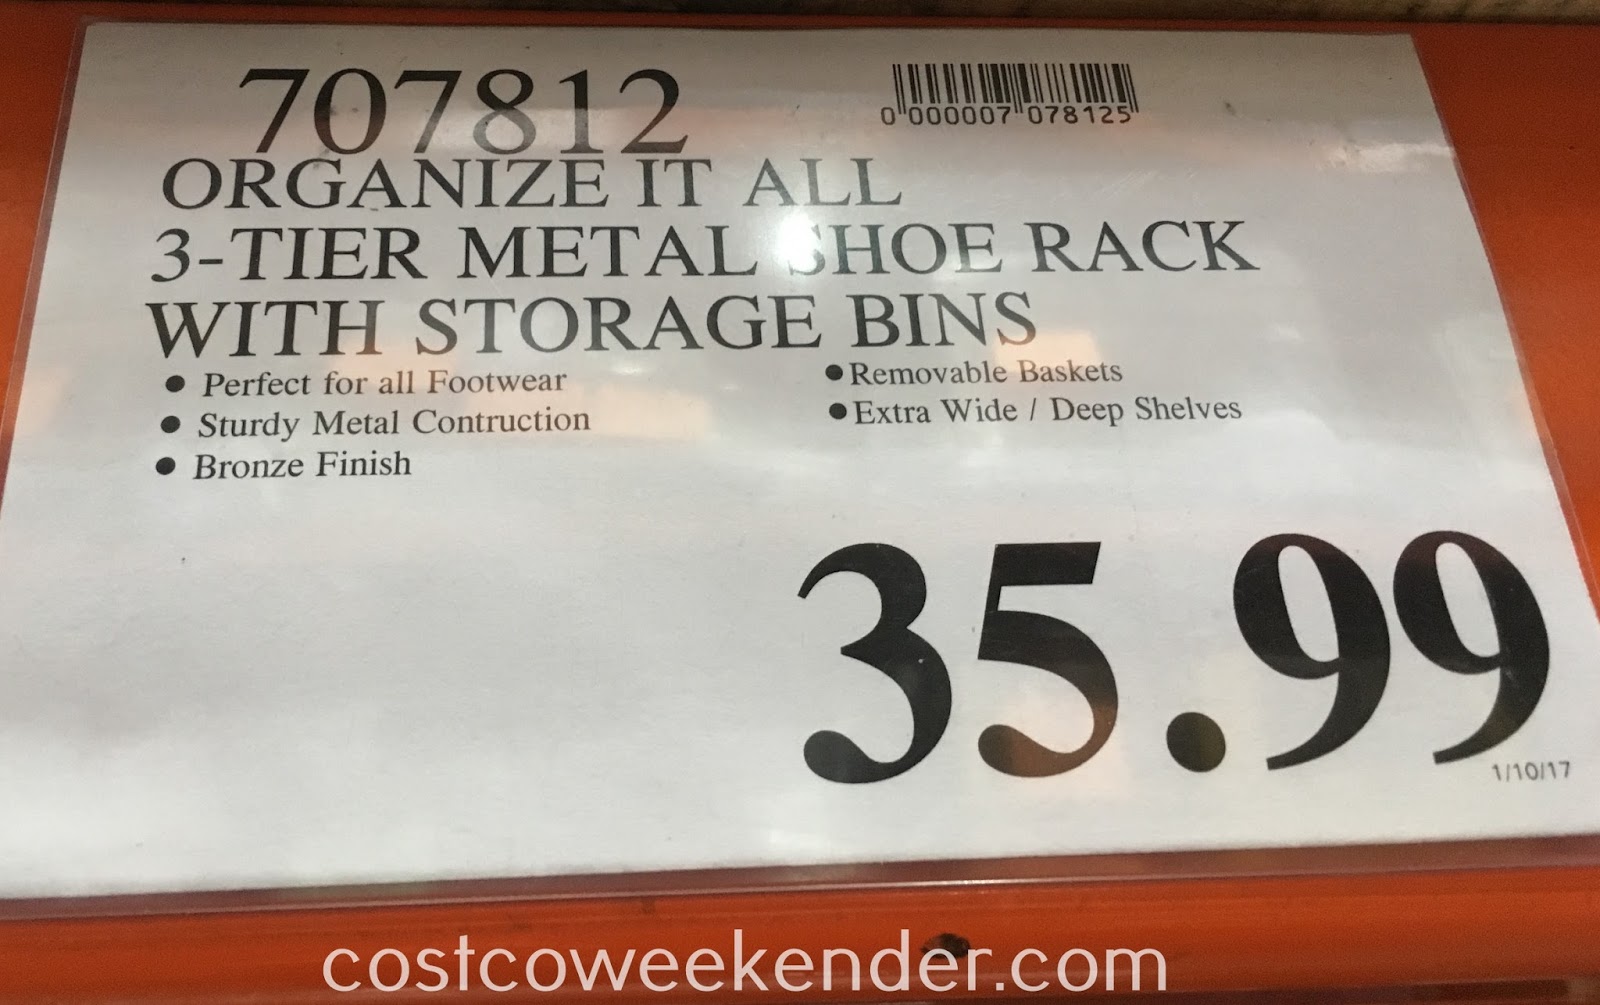 707812
0 000007 078125
ORGANIZE IT ALL
3-TIER METAL SHOE RACK
WITH STORAGE BINS
● Perfect for all Footwear
● Sturdy Metal Contruction
● Bronze Finish
● Removable Baskets
● Extra Wide / Deep Shelves
35.99
1/10/17
costcoweekender.com